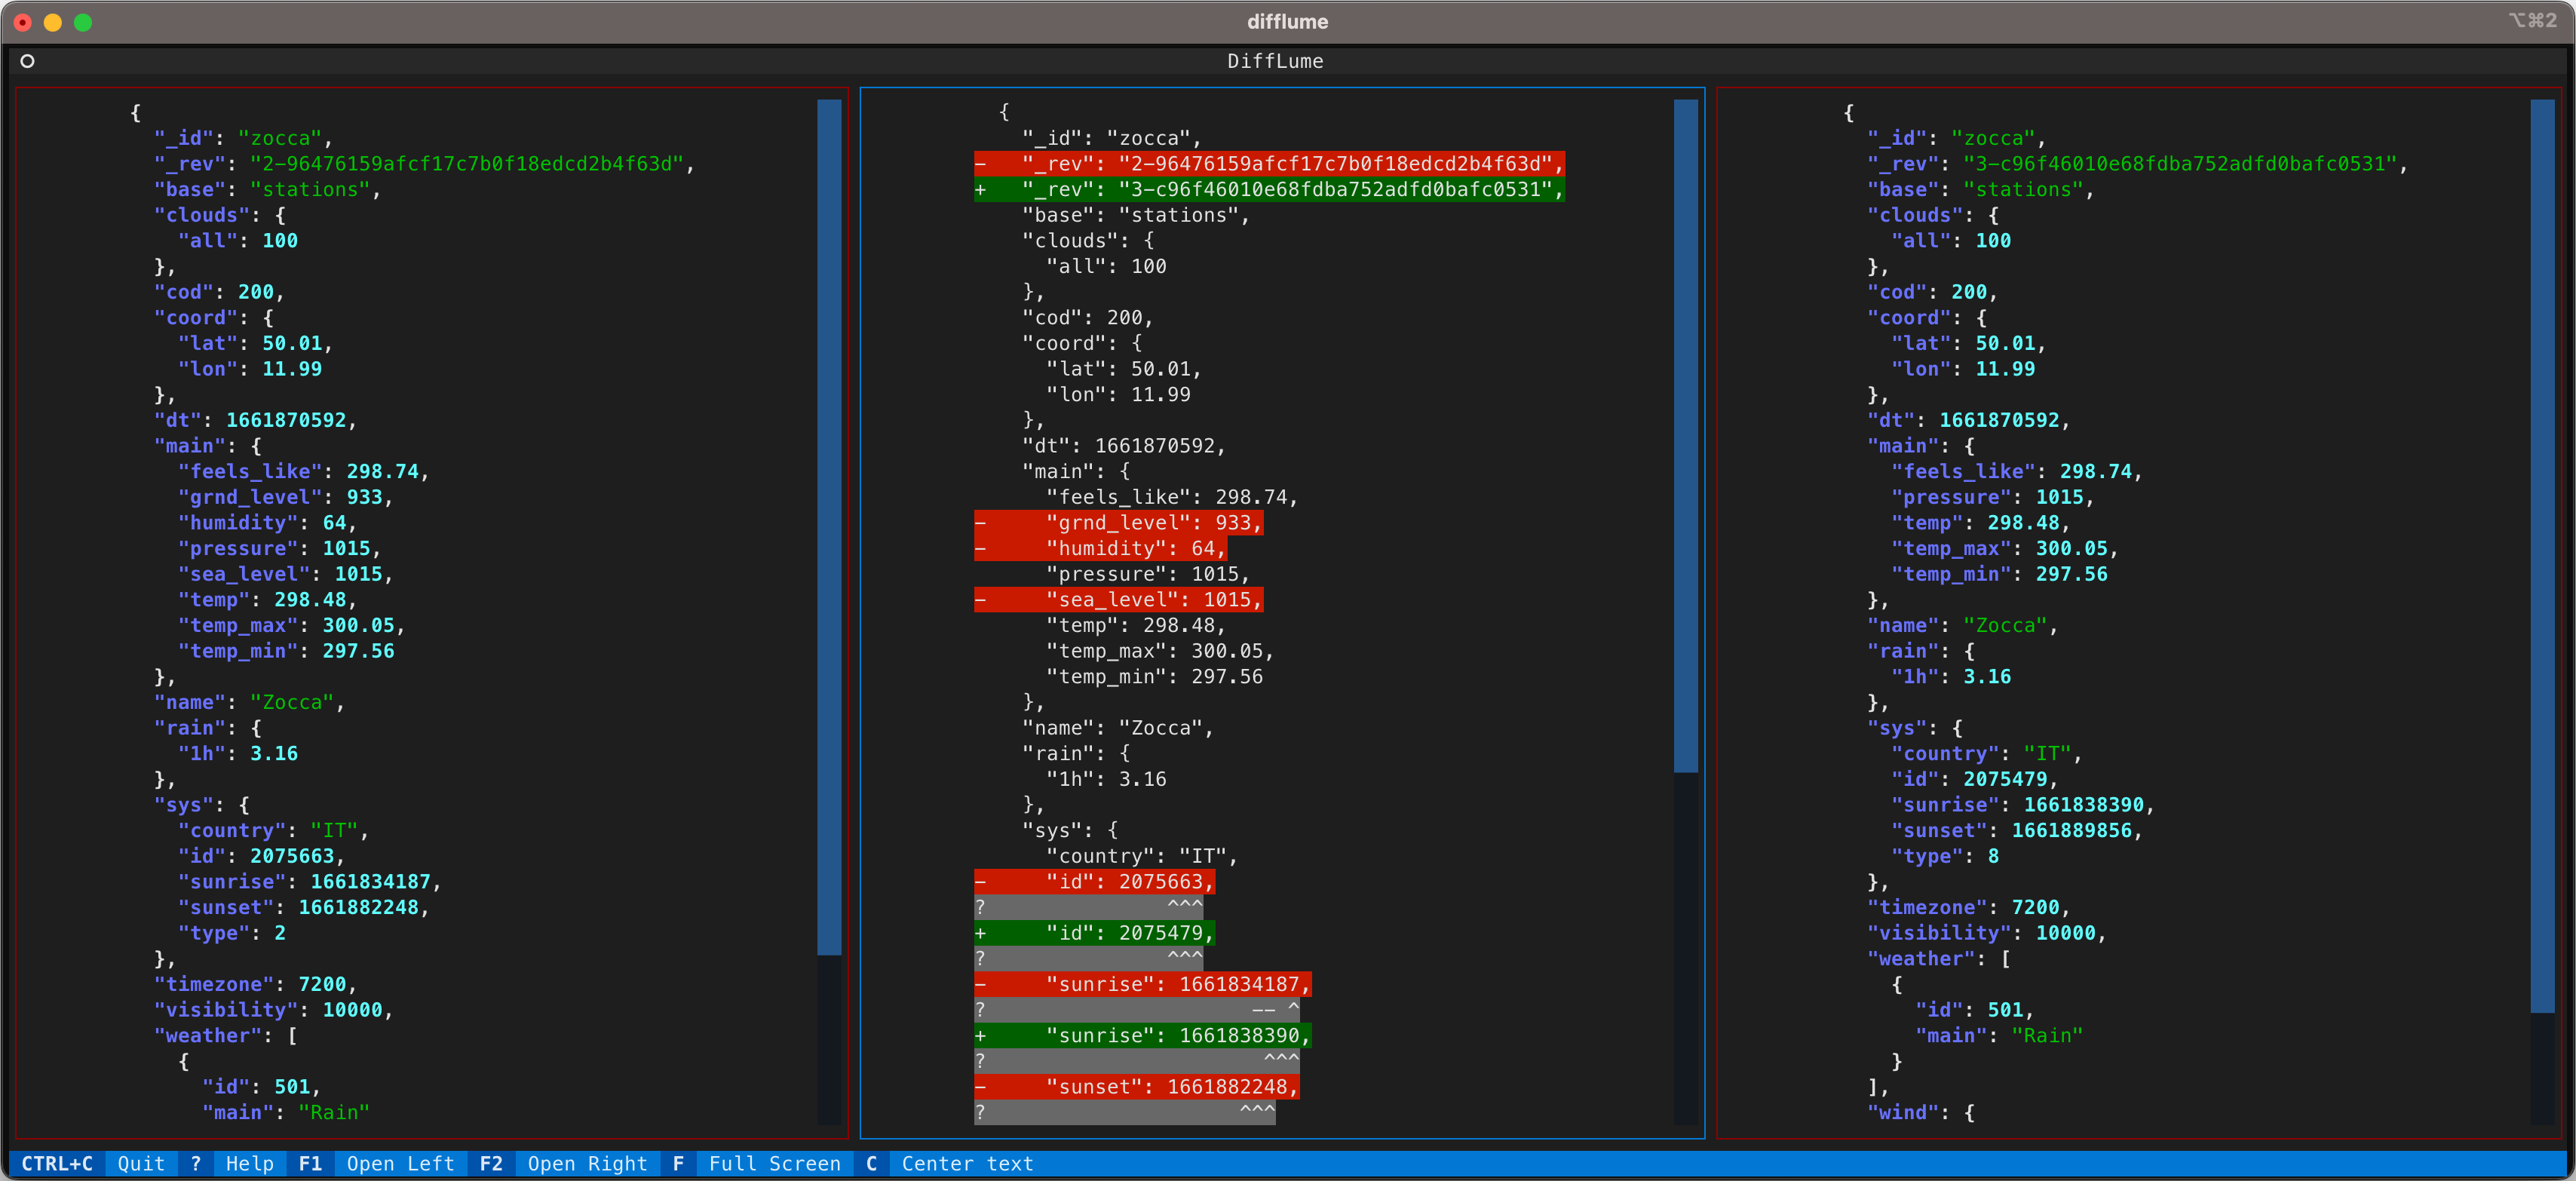 difflume
⌥⌘2
DiffLume
{
  "_id": "zocca",
  "_rev": "2-96476159afcf17c7b0f18edcd2b4f63d",
  "base": "stations",
  "clouds": {
    "all": 100
  },
  "cod": 200,
  "coord": {
    "lat": 50.01,
    "lon": 11.99
  },
  "dt": 1661870592,
  "main": {
    "feels_like": 298.74,
    "grnd_level": 933,
    "humidity": 64,
    "pressure": 1015,
    "sea_level": 1015,
    "temp": 298.48,
    "temp_max": 300.05,
    "temp_min": 297.56
  },
  "name": "Zocca",
  "rain": {
    "1h": 3.16
  },
  "sys": {
    "country": "IT",
    "id": 2075663,
    "sunrise": 1661834187,
    "sunset": 1661882248,
    "type": 2
  },
  "timezone": 7200,
  "visibility": 10000,
  "weather": [
    {
      "id": 501,
      "main": "Rain"
  {
    "_id": "zocca",
-   "_rev": "2-96476159afcf17c7b0f18edcd2b4f63d",
+   "_rev": "3-c96f46010e68fdba752adfd0bafc0531",
    "base": "stations",
    "clouds": {
      "all": 100
    },
    "cod": 200,
    "coord": {
      "lat": 50.01,
      "lon": 11.99
    },
    "dt": 1661870592,
    "main": {
      "feels_like": 298.74,
-     "grnd_level": 933,
-     "humidity": 64,
      "pressure": 1015,
-     "sea_level": 1015,
      "temp": 298.48,
      "temp_max": 300.05,
      "temp_min": 297.56
    },
    "name": "Zocca",
    "rain": {
      "1h": 3.16
    },
    "sys": {
      "country": "IT",
-     "id": 2075663,
?               ^^^
+     "id": 2075479,
?               ^^^
-     "sunrise": 1661834187,
?                      -- ^
+     "sunrise": 1661838390,
?                       ^^^
-     "sunset": 1661882248,
?                     ^^^
{
  "_id": "zocca",
  "_rev": "3-c96f46010e68fdba752adfd0bafc0531",
  "base": "stations",
  "clouds": {
    "all": 100
  },
  "cod": 200,
  "coord": {
    "lat": 50.01,
    "lon": 11.99
  },
  "dt": 1661870592,
  "main": {
    "feels_like": 298.74,
    "pressure": 1015,
    "temp": 298.48,
    "temp_max": 300.05,
    "temp_min": 297.56
  },
  "name": "Zocca",
  "rain": {
    "1h": 3.16
  },
  "sys": {
    "country": "IT",
    "id": 2075479,
    "sunrise": 1661838390,
    "sunset": 1661889856,
    "type": 8
  },
  "timezone": 7200,
  "visibility": 10000,
  "weather": [
    {
      "id": 501,
      "main": "Rain"
    }
  ],
  "wind": {
CTRL+C Quit ? Help F1 Open Left F2 Open Right F Full Screen C Center text